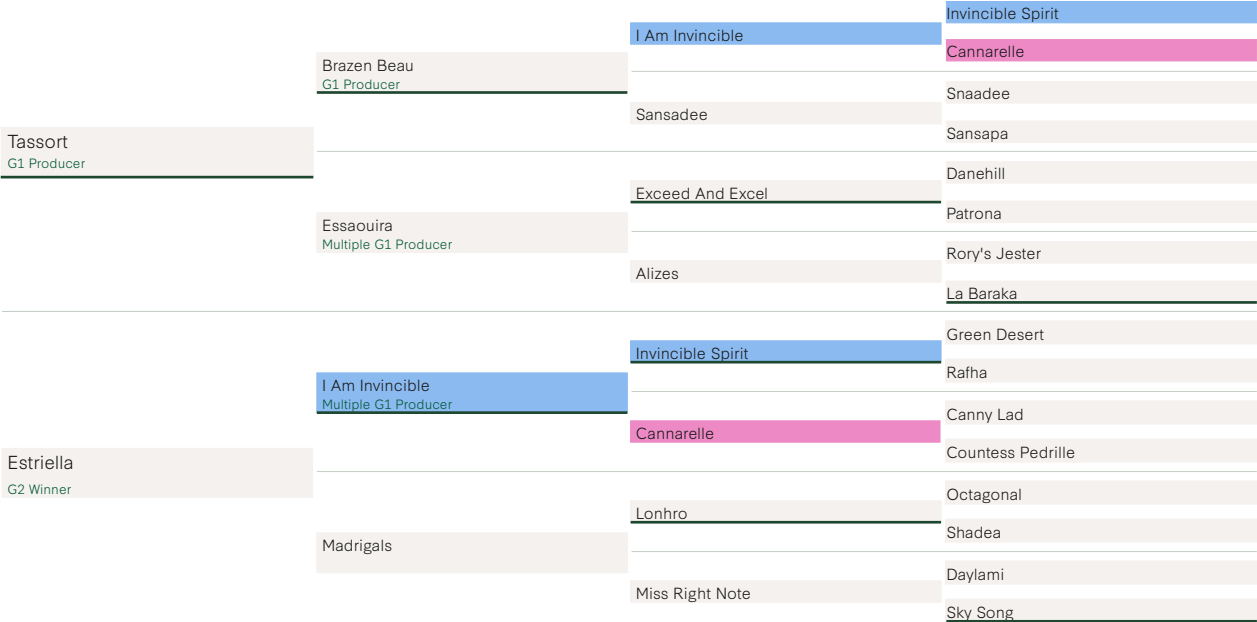 Tassort
G1 Producer
Estriella
G2 Winner
Brazen Beau
G1 Producer
Essaouira
Multiple G1 Producer
I Am Invincible
Multiple G1 Producer
Madrigals
I Am Invincible
Sansadee
Exceed And Excel
Alizes
Invincible Spirit
Cannarelle
Lonhro
Miss Right Note
Invincible Spirit
Cannarelle
Snaadee
Sansapa
Danehill
Patrona
Rory's Jester
La Baraka
Green Desert
Rafha
Canny Lad
Countess Pedrille
Octagonal
Shadea
Daylami
Sky Song